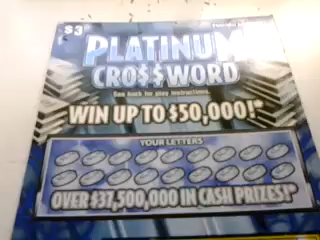 $3
PLATINUM
CRO$$WORD
See back for play instructions.
WIN UP TO $50,000!*
YOUR LETTERS
OVER $37,500,000 IN CASH PRIZES!*